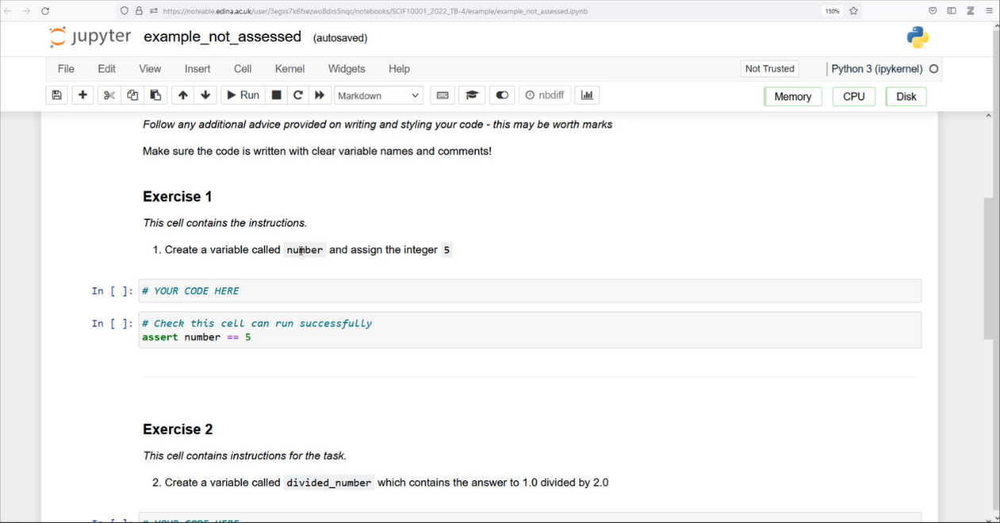 https://noteable.edina.ac.uk/user/3egxs7k6fxezwo8dxs5nqc/notebooks/SCIF10001_2022_TB-4/example/example_not_assessed.ipynb
150%
jupyter example_not_assessed (autosaved)
File Edit View Insert Cell Kernel Widgets Help
Not Trusted
Python 3 (ipykernel)
Run
Markdown
nbdiff
Memory
CPU
Disk
Follow any additional advice provided on writing and styling your code - this may be worth marks
Make sure the code is written with clear variable names and comments!
Exercise 1
This cell contains the instructions.
1. Create a variable called number and assign the integer 5
In [ ]: # YOUR CODE HERE
In [ ]: # Check this cell can run successfully
assert number == 5
Exercise 2
This cell contains instructions for the task.
2. Create a variable called divided_number which contains the answer to 1.0 divided by 2.0
In [ ]: # YOUR CODE HERE